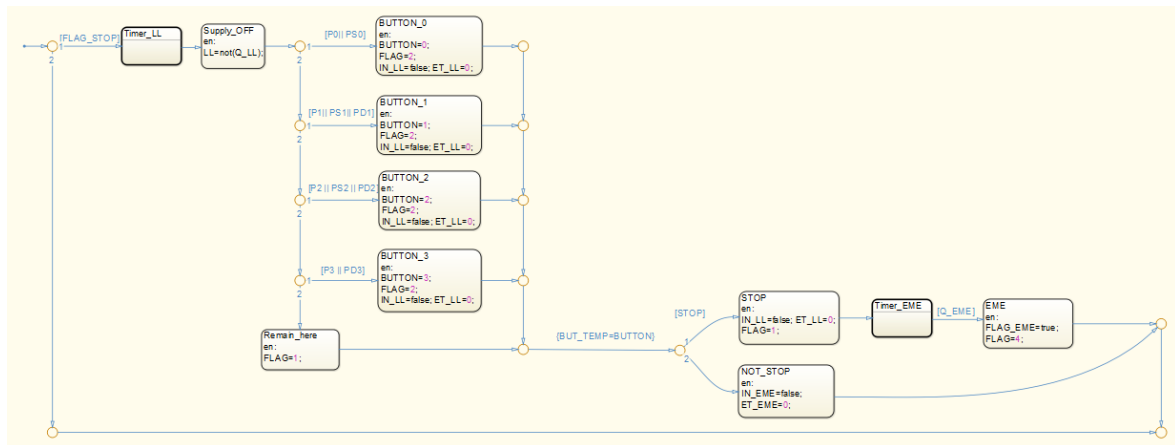 [FLAG_STOP]
1
2
Timer_LL
Supply_OFF
en:
LL=not(Q_LL);
1
2
[P0|| PS0]
BUTTON_0
en:
BUTTON=0;
FLAG=2;
IN_LL=false; ET_LL=0;
1
2
[P1|| PS1|| PD1]
BUTTON_1
en:
BUTTON=1;
FLAG=2;
IN_LL=false; ET_LL=0;
1
2
[P2 || PS2 || PD2]
BUTTON_2
en:
BUTTON=2;
FLAG=2;
IN_LL=false; ET_LL=0;
1
2
[P3 || PD3]
BUTTON_3
en:
BUTTON=3;
FLAG=2;
IN_LL=false; ET_LL=0;
Remain_here
en:
FLAG=1;
{BUT_TEMP=BUTTON}
1
2
[STOP]
STOP
en:
IN_LL=false; ET_LL=0;
FLAG=1;
Timer_EME
[Q_EME]
EME
en:
FLAG_EME=true;
FLAG=4;
NOT_STOP
en:
IN_EME=false;
ET_EME=0;